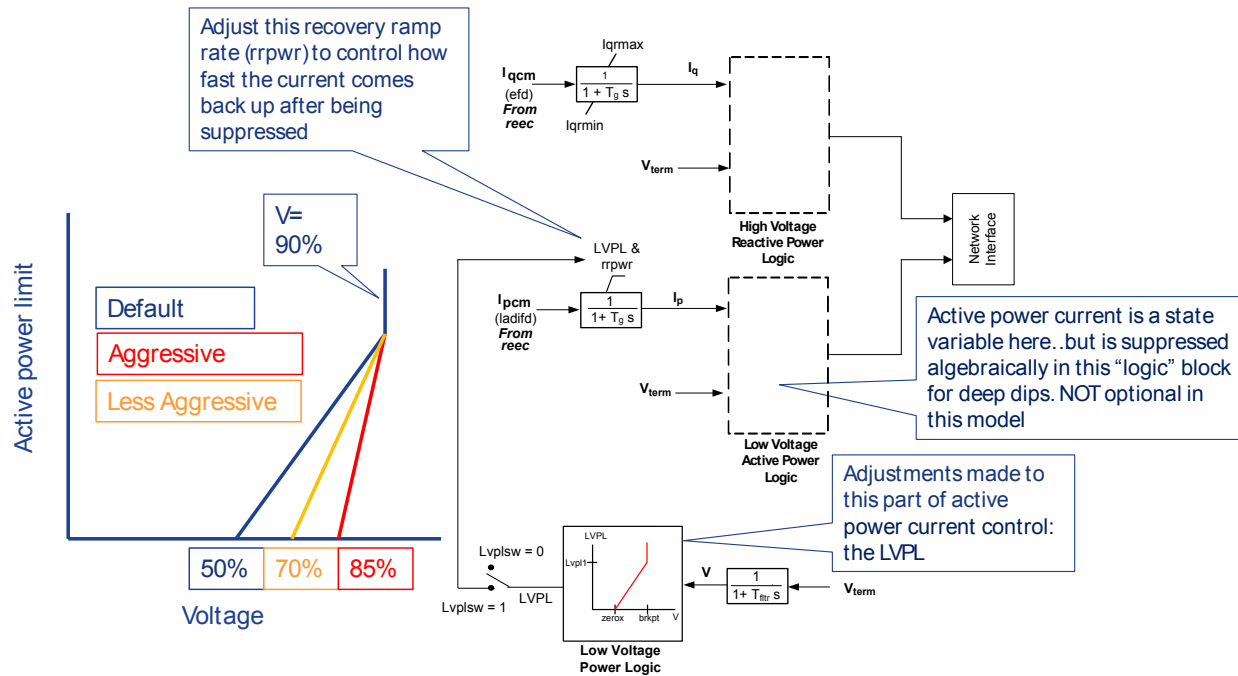 Adjust this recovery ramp
rate (rrpwr) to control how
fast the current comes
back up after being
suppressed
V=
90%
Active power limit
Default
Aggressive
Less Aggressive
50%
70%
85%
Voltage
Iqrmax
Iqcm
(efd)
From
reec
1
1 + Tg s
Iqrmin
Iq
Vterm
High Voltage
Reactive Power
Logic
Network
Interface
LVPL &
rrpwr
Ipcm
(ladifd)
From
reec
1
1+ Tg s
Ip
Vterm
Low Voltage
Active Power
Logic
Active power current is a state
variable here..but is suppressed
algebraically in this “logic” block
for deep dips. NOT optional in
this model
Adjustments made to
this part of active
power current control:
the LVPL
Lvplsw = 0
Lvplsw = 1
LVPL
LVPL
Lvpl1
zerox
brkpt
V
Low Voltage
Power Logic
V
1
1+ Tfltr s
Vterm